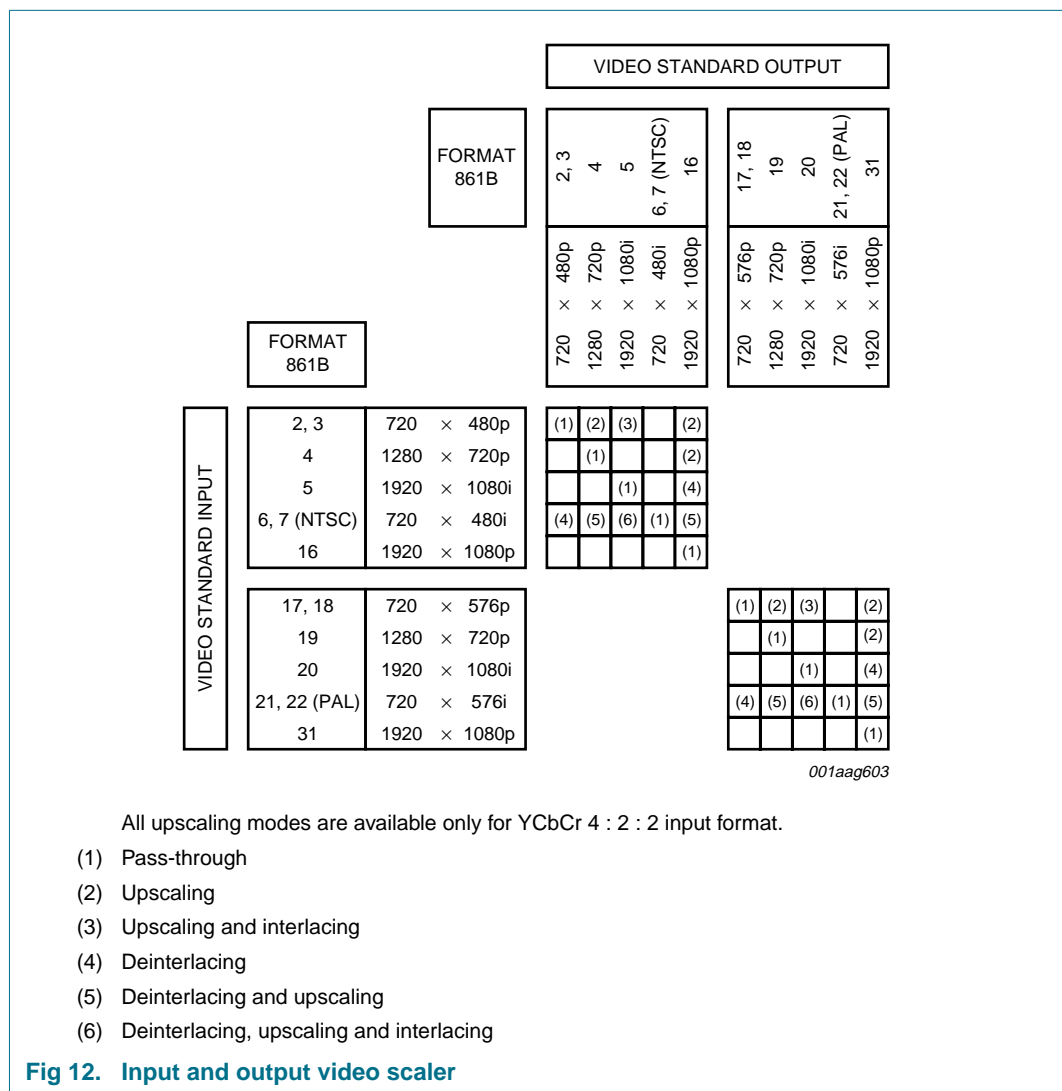 VIDEO STANDARD OUTPUT
FORMAT
861B
2, 3
4
5
6, 7 (NTSC)
16
17, 18
19
20
21, 22 (PAL)
31
720 × 480p
1280 × 720p
1920 × 1080i
720 × 480i
1920 × 1080p
720 × 576p
1280 × 720p
1920 × 1080i
720 × 576i
1920 × 1080p
FORMAT
861B
VIDEO STANDARD INPUT
2, 3 720 × 480p (1) (2) (3) (2)
4 1280 × 720p (1) (2)
5 1920 × 1080i (1) (4)
6, 7 (NTSC) 720 × 480i (4) (5) (6) (1) (5)
16 1920 × 1080p (1)
17, 18 720 × 576p (1) (2) (3) (2)
19 1280 × 720p (1) (2)
20 1920 × 1080i (1) (4)
21, 22 (PAL) 720 × 576i (4) (5) (6) (1) (5)
31 1920 × 1080p (1)
001aag603
All upscaling modes are available only for YCbCr 4 : 2 : 2 input format.
(1) Pass-through
(2) Upscaling
(3) Upscaling and interlacing
(4) Deinterlacing
(5) Deinterlacing and upscaling
(6) Deinterlacing, upscaling and interlacing
Fig 12. Input and output video scaler